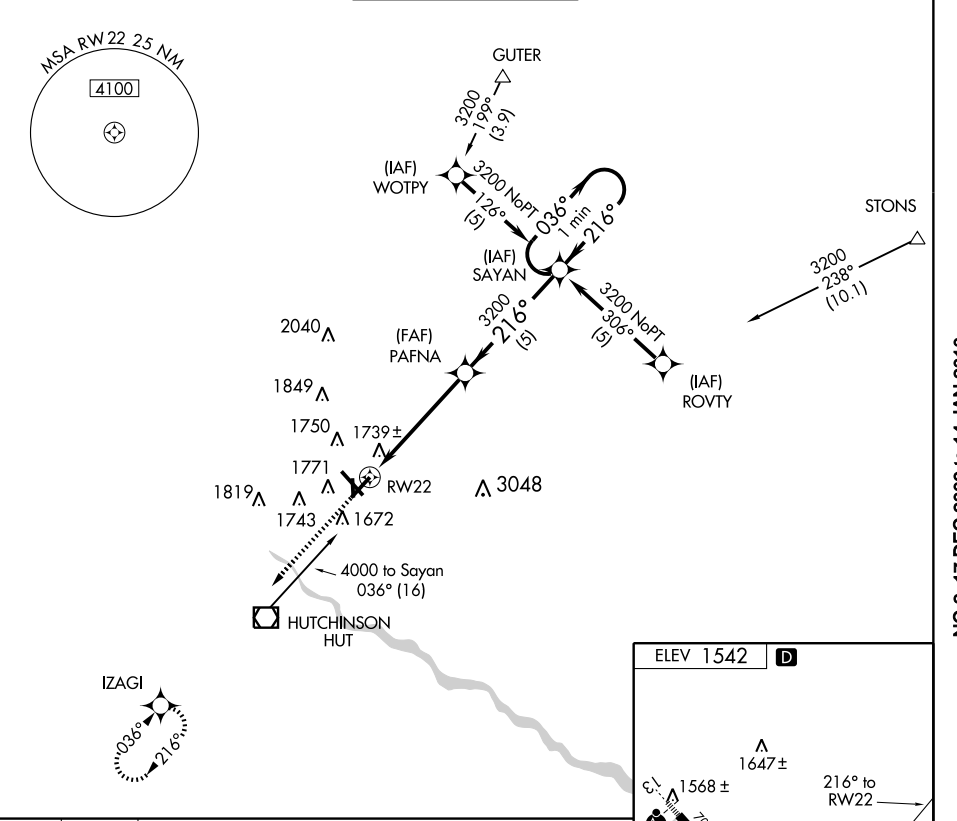 MSA RW22 25 NM
4100
GUTER
3200
199°
(3.9)
(IAF)
WOTPY
3200 NoPT
126°
(5)
036°
1 min
216°
STONS
3200
238°
(10.1)
(IAF)
SAYAN
3200
216°
(5)
3200 NoPT
306°
(5)
(IAF)
ROVTY
(FAF)
PAFNA
2040
1849
1750
1739±
1771
RW22
1819
1743
1672
3048
4000 to Sayan
036° (16)
HUTCHINSON
HUT
IZAGI
036°
216°
ELEV 1542
D
1647±
1568±
216° to
RW22
13